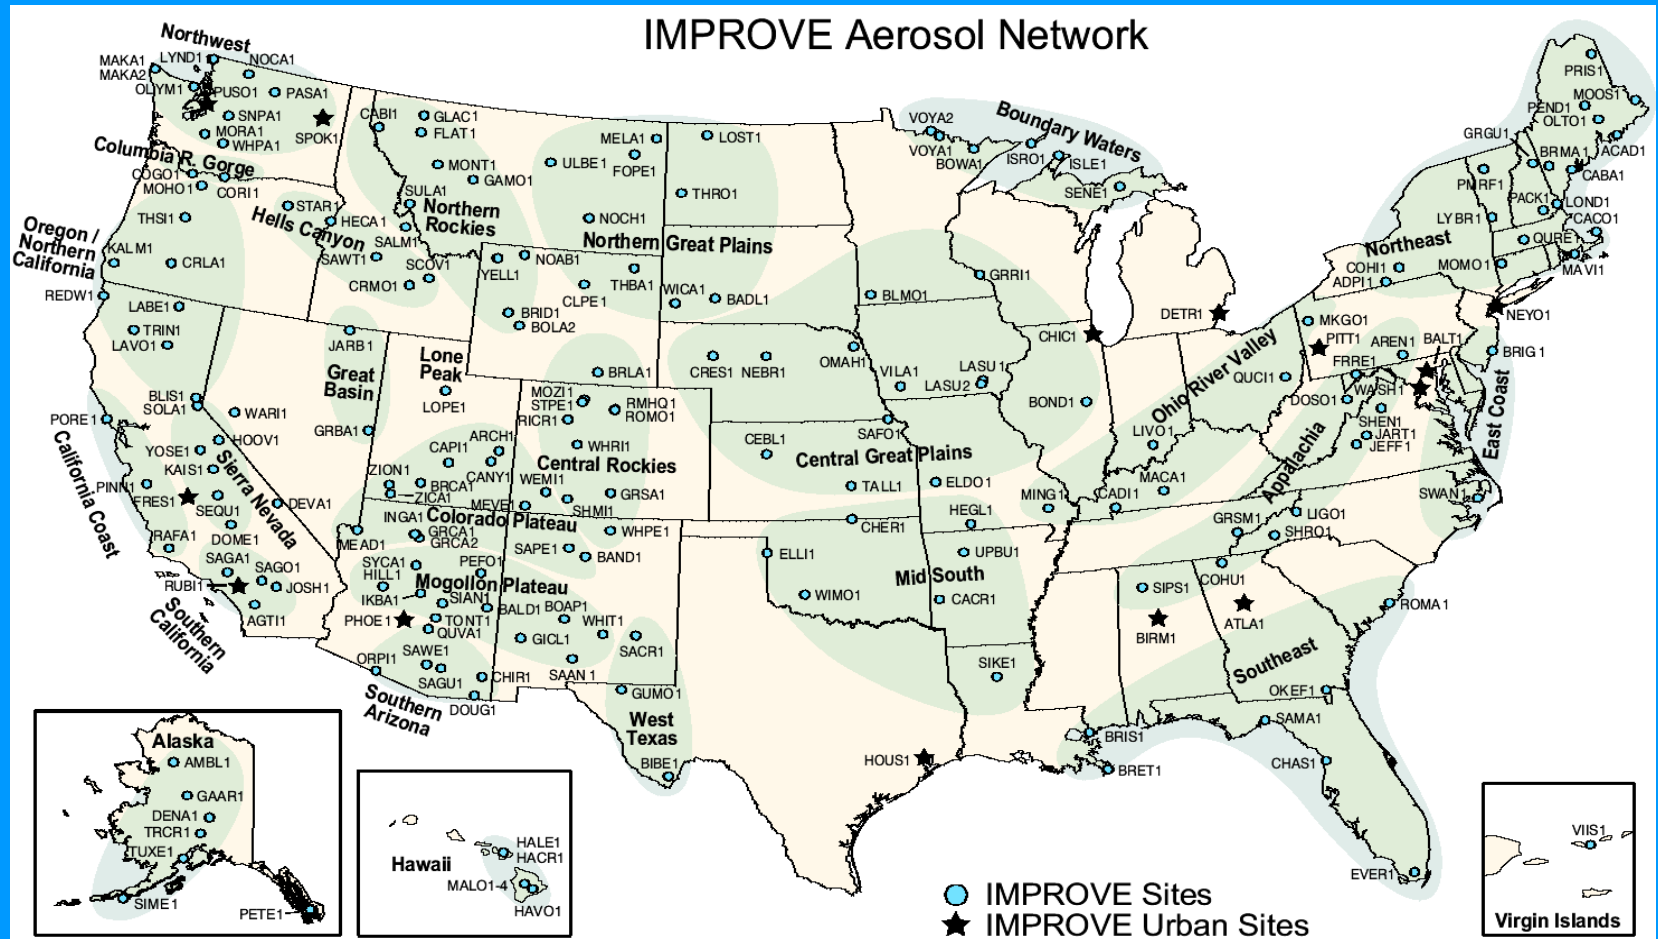 IMPROVE Aerosol Network
Northwest
MAKA1
MAKA2
LYND1
NOCA1
OLYM1
PUSO1
PASA1
SNPA1
SPOK1
MORA1
WHPA1
Columbia R. Gorge
COGO1
MOHO1
CORI1
THSI1
STAR1
HECA1
Hells Canyon
Oregon /
Northern
California
KALM1
CRLA1
SAWT1
SALM1
SCOV1
CRMO1
REDW1
LABE1
TRIN1
LAVO1
CABI1
GLAC1
FLAT1
MONT1
GAMO1
SULA1
Northern
Rockies
YELL1
NOAB1
BRID1
BOLA2
CLPE1
THBA1
MELA1
LOST1
ULBE1
FOPE1
THRO1
NOCH1
Northern Great Plains
WICA1
BADL1
BRLA1
CRES1
NEBR1
OMAH1
BLMO1
GRRI1
VOYA2
VOYA1
BOWA1
Boundary Waters
ISRO1
ISLE1
SENE1
DETR1
CHIC1
VILA1
LASU1
LASU2
BOND1
SAFO1
JARB1
Great
Basin
GRBA1
Lone
Peak
LOPE1
BLIS1
SOLA1
WARI1
HOOV1
PORE1
YOSE1
KAIS1
Sierra Nevada
California Coast
PINN1
FRES1
SEQU1
DEVA1
DOME1
RAFA1
SAGA1
SAGO1
RUBI1
JOSH1
AGTI1
Southern
California
MOZI1
STPE1
RMHQ1
ROMO1
RICR1
WHRI1
Central Rockies
ARCH1
CAPI1
CANY1
ZION1
BRCA1
ZICA1
MEVE1
WEMI1
GRSA1
SHMI1
INGA1
Colorado Plateau
GRCA1
GRCA2
MEAD1
WHPE1
SAPE1
BAND1
SYCA1
HILL1
PEFO1
Mogollon Plateau
IKBA1
SIAN1
BALD1
BOAP1
PHOE1
TONT1
QUVA1
WHIT1
GICL1
SACR1
SAWE1
ORPI1
SAGU1
CHIR1
SAAN1
DOUG1
Southern
Arizona
GUMO1
West
Texas
BIBE1
CEBL1
Central Great Plains
TALL1
ELDO1
CHER1
HEGL1
MING1
ELLI1
UPBU1
Mid South
WIMO1
CACR1
SIKE1
HOUS1
LIVO1
MACA1
CADI1
Ohio River Valley
QUCI1
MKGO1
PITT1
AREN1
BALT1
FRRE1
WASH1
DOSO1
SHEN1
JART1
JEFF1
Appalachia
East Coast
BRIG1
NEYO1
SWAN1
GRSM1
LIGO1
SHRO1
COHU1
SIPS1
BIRM1
ATLA1
ROMA1
Southeast
OKEF1
SAMA1
CHAS1
BRIS1
BRET1
EVER1
PRIS1
MOOS1
PEND1
OLTO1
GRGU1
BRMA1
ACAD1
CABA1
PMRF1
PACK1
LOND1
LYBR1
CACO1
Northeast
QURE1
COHI1
MOMO1
MAVI1
ADPI1
Alaska
AMBL1
GAAR1
DENA1
TRCR1
TUXE1
SIME1
PETE1
Hawaii
HALE1
HACR1
MALO1-4
HAVO1
IMPROVE Sites
IMPROVE Urban Sites
VIIS1
Virgin Islands